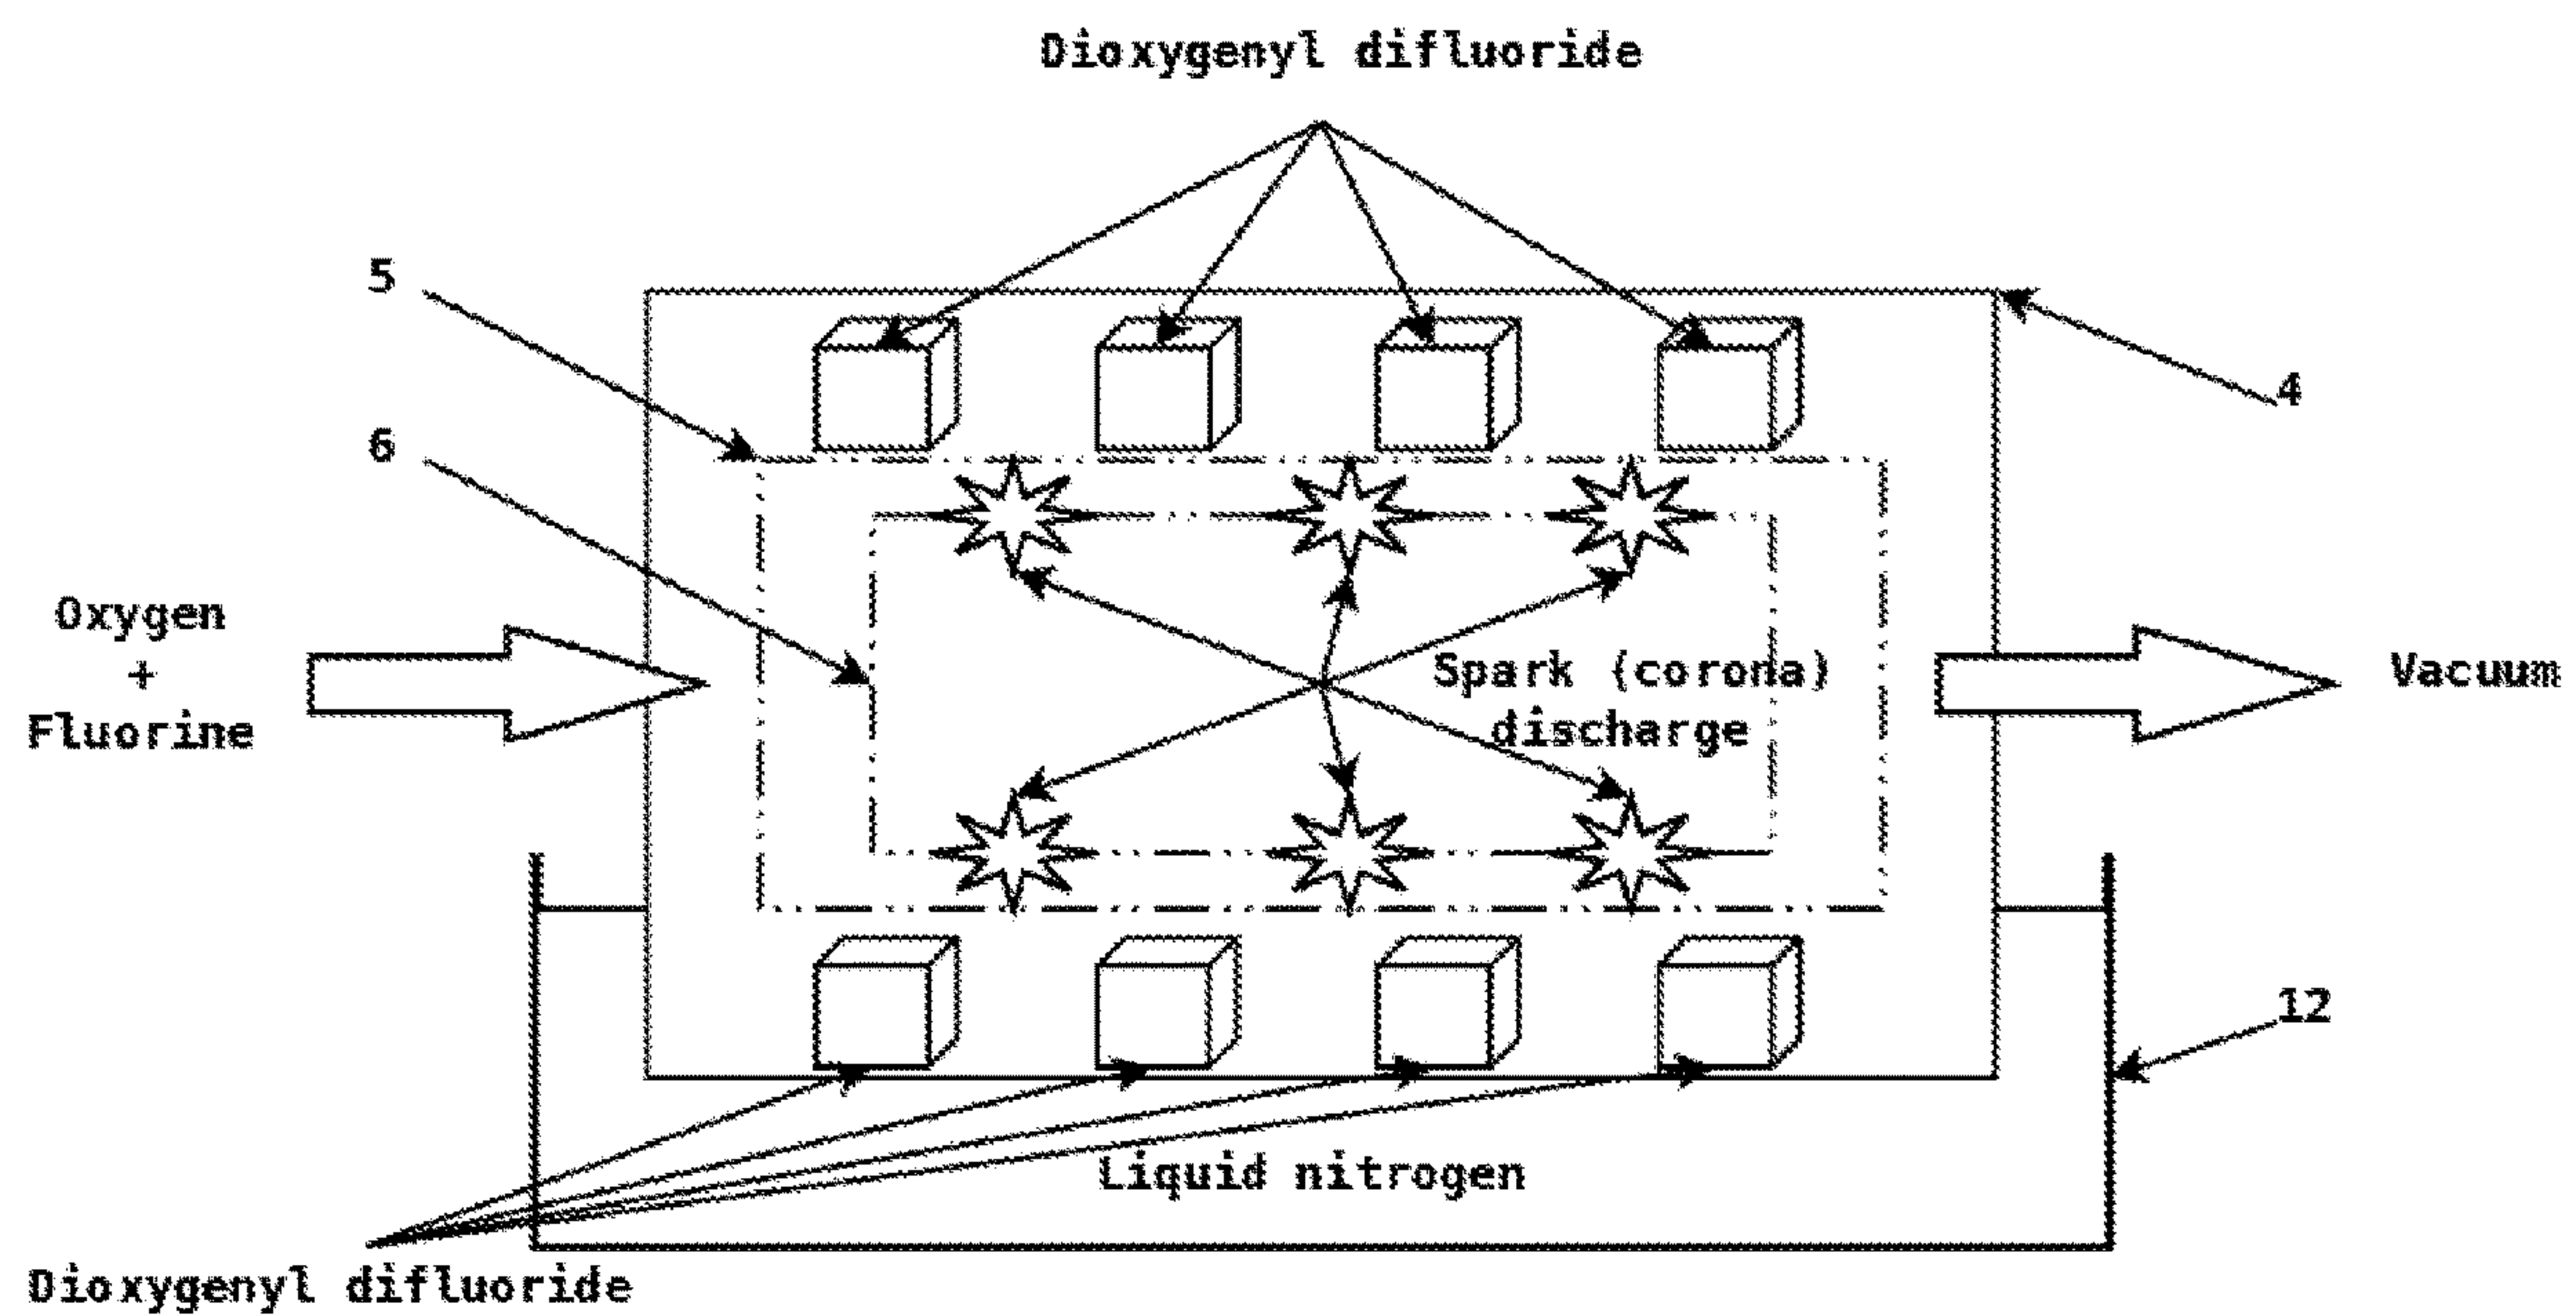 Dioxygenyl difluoride
5
4
6
Oxygen
+
Fluorine
Spark (corona)
discharge
Vacuum
12
Liquid nitrogen
Dioxygenyl difluoride